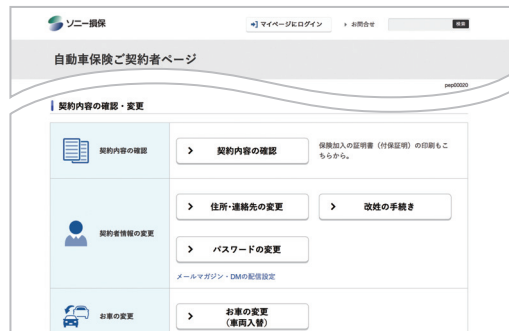 ソニー損保
マイページにログイン
お問合せ
検索
自動車保険ご契約者ページ
pwp00020
契約内容の確認・変更
契約内容の確認
契約内容の確認
保険加入の証明書（付保証明）の印刷もこ
ちらから。
契約者情報の変更
住所・連絡先の変更
改姓の手続き
パスワードの変更
メールマガジン・DMの配信設定
お車の変更
お車の変更
（車両入替）